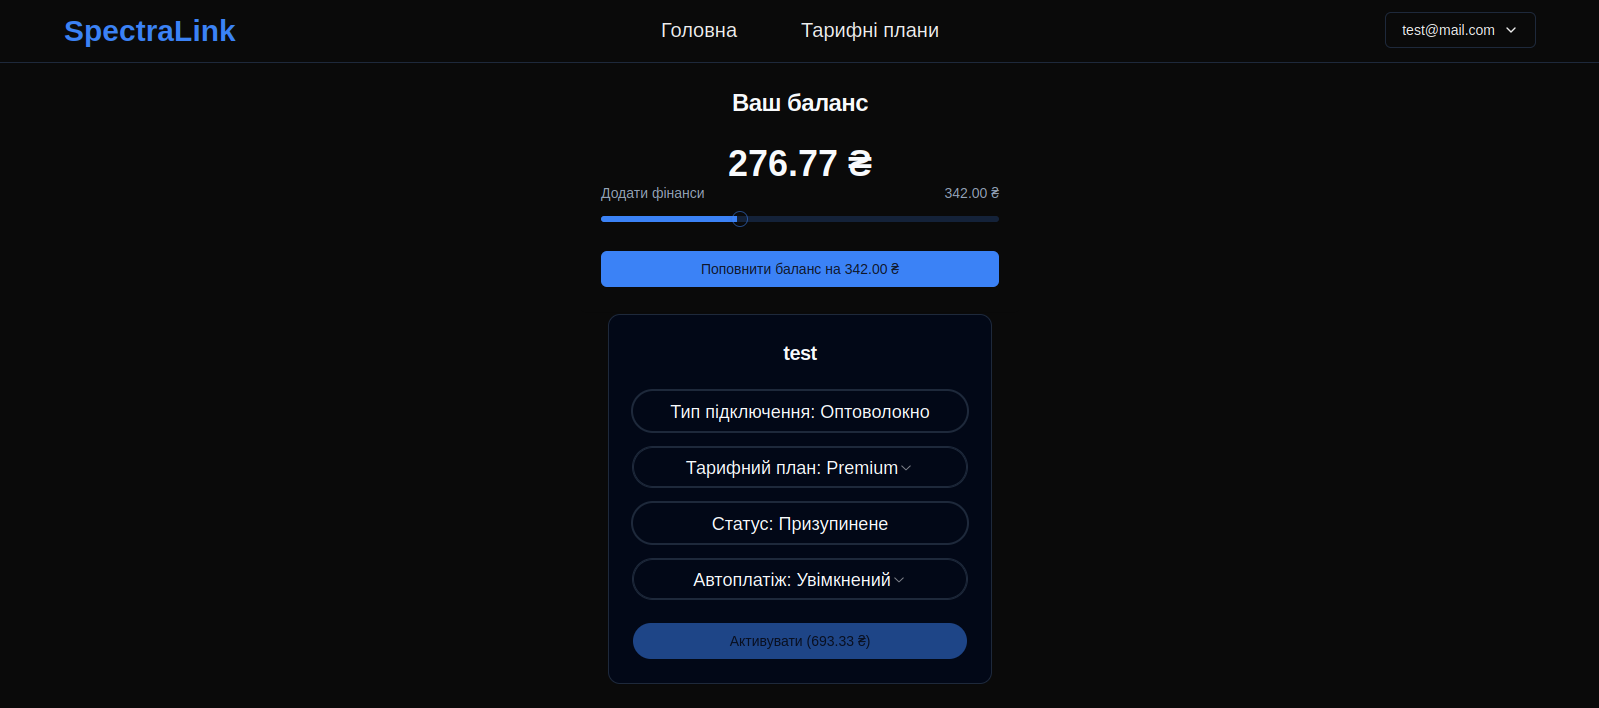 SpectraLink
Головна
Тарифні плани
test@mail.com
Ваш баланс
276.77 ₴
Додати фінанси
342.00 ₴
Поповнити баланс на 342.00 ₴
test
Тип підключення: Оптоволокно
Тарифний план: Premium
Статус: Призупинене
Автоплатіж: Увімкнений
Активувати (693.33 ₴)